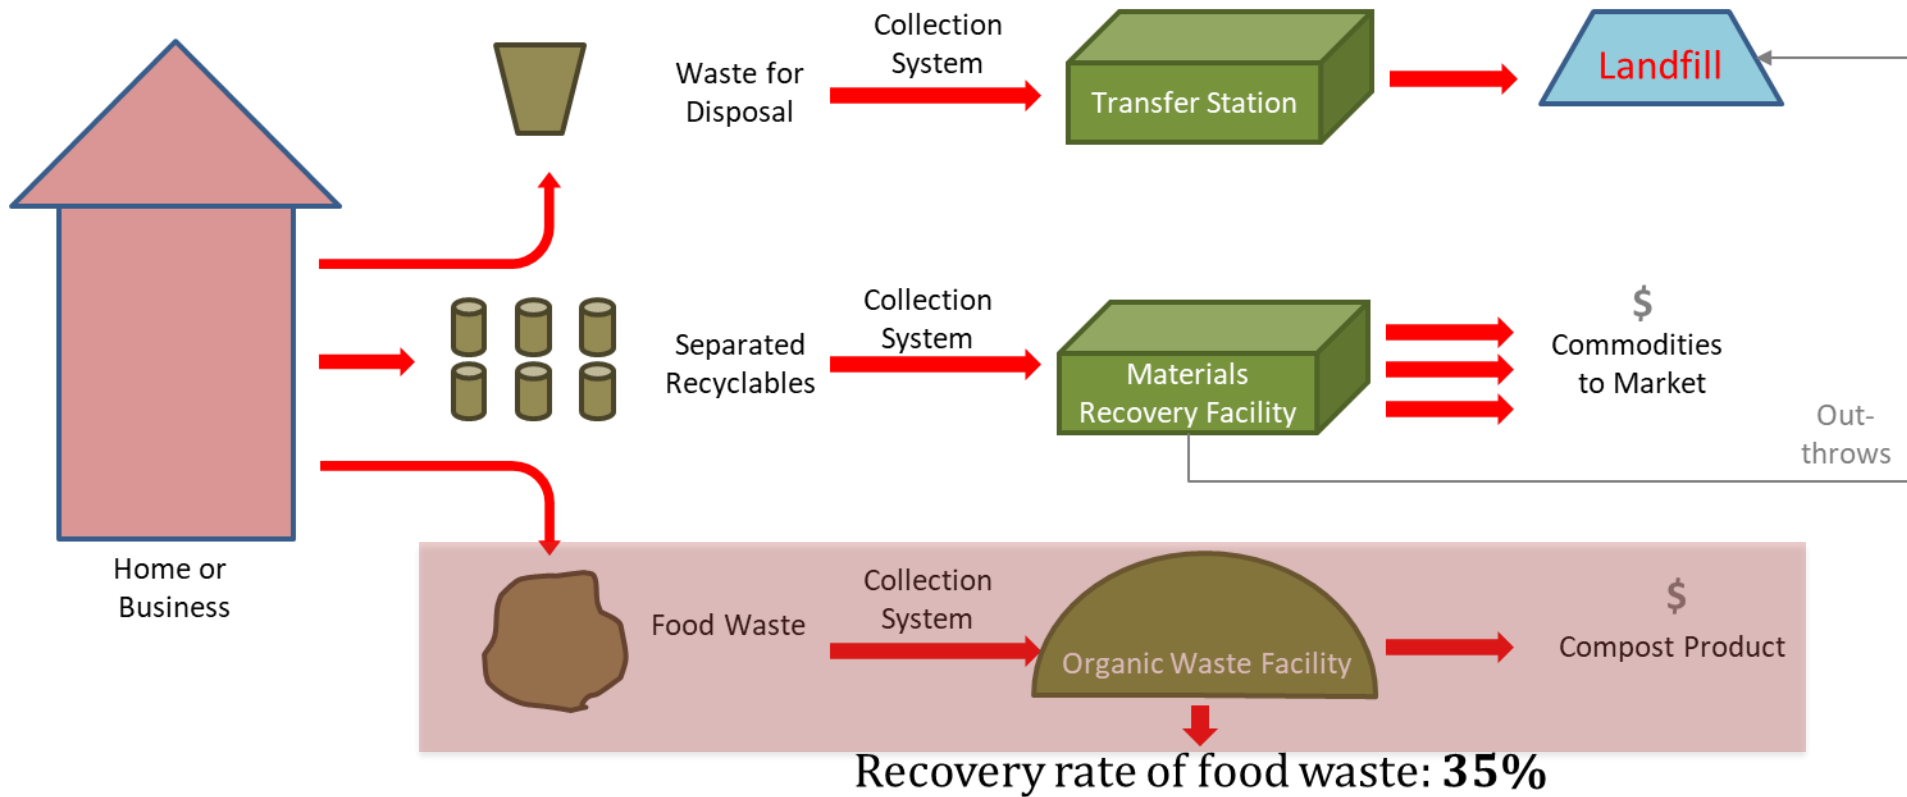 Waste for
Disposal
Collection
System
Transfer Station
Landfill
Separated
Recyclables
Collection
System
Materials
Recovery Facility
$
Commodities
to Market
Out-
throws
Home or
Business
Food Waste
Collection
System
Organic Waste Facility
$
Compost Product
Recovery rate of food waste: 35%